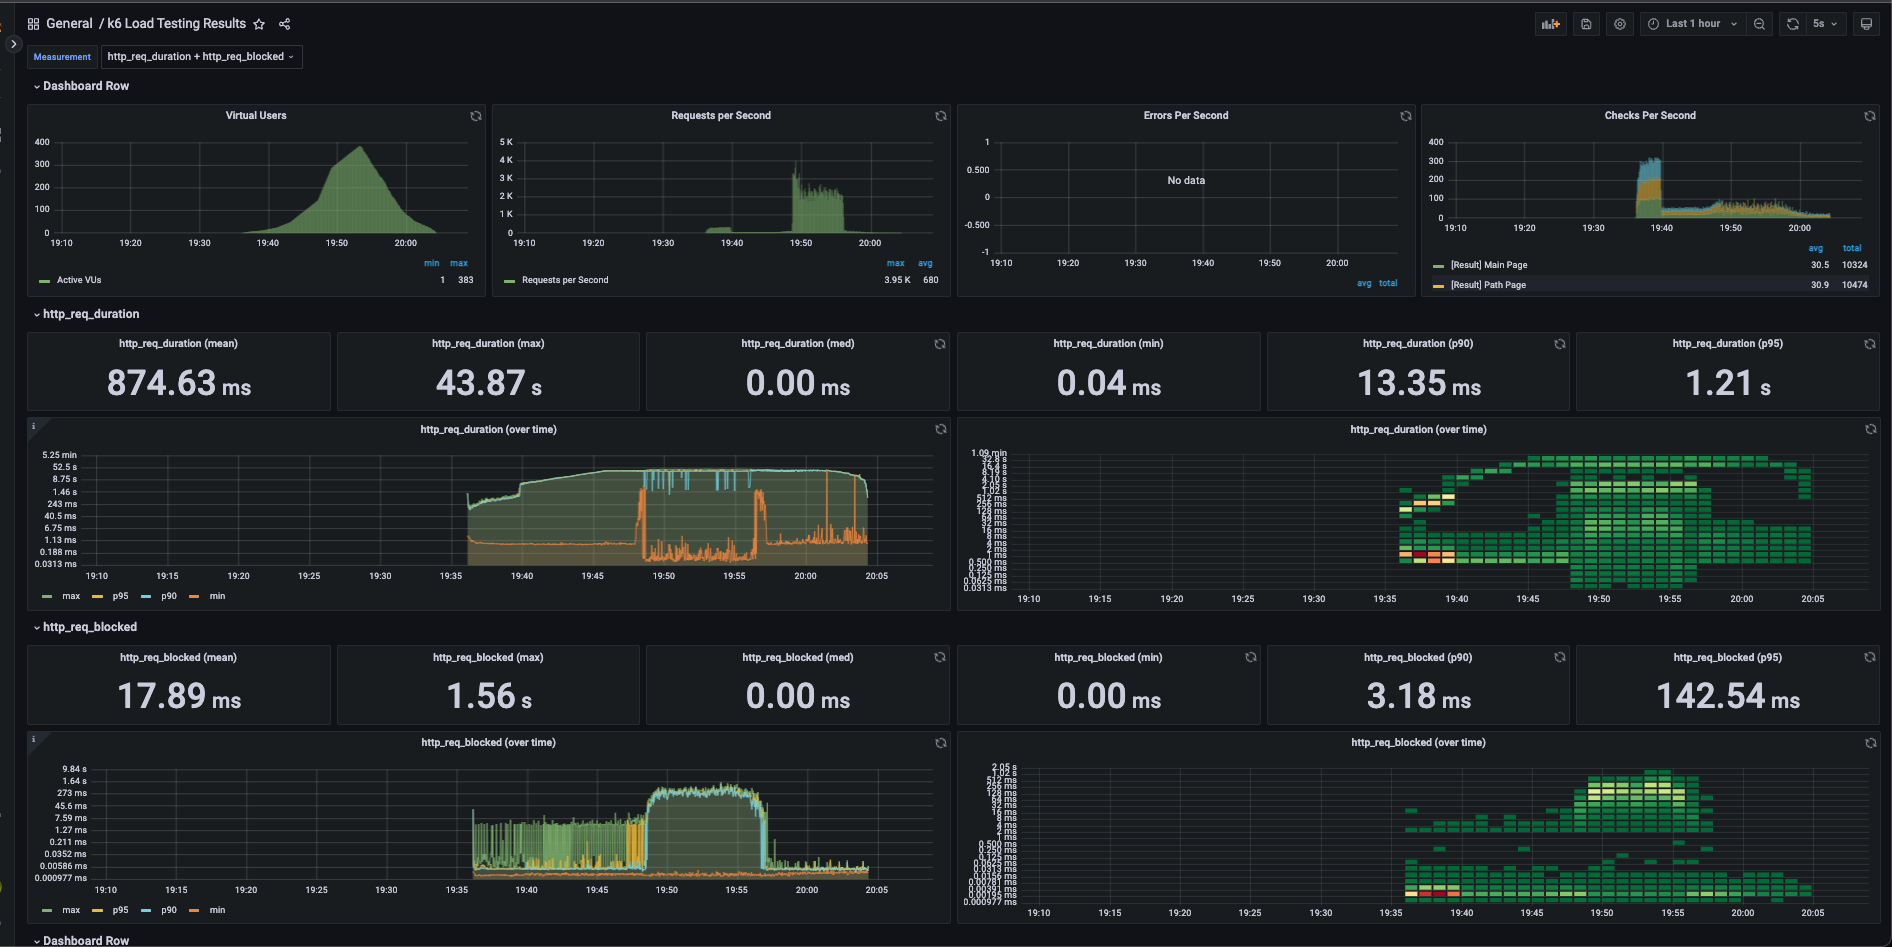 General / k6 Load Testing Results
Last 1 hour
5s
Measurement
http_req_duration + http_req_blocked
Dashboard Row
Virtual Users
400
300
200
100
0
19:10 19:20 19:30 19:40 19:50 20:00
min max
Active VUs 1 383
Requests per Second
5 K
4 K
3 K
2 K
1 K
0
19:10 19:20 19:30 19:40 19:50 20:00
max avg
Requests per Second 3.95 K 680
Errors Per Second
1
0.500
0
-0.500
-1
No data
19:10 19:20 19:30 19:40 19:50 20:00
avg total
Checks Per Second
400
300
200
100
0
19:10 19:20 19:30 19:40 19:50 20:00
avg total
[Result] Main Page 30.5 10324
[Result] Path Page 30.9 10474
http_req_duration
http_req_duration (mean)
874.63 ms
http_req_duration (max)
43.87 s
http_req_duration (med)
0.00 ms
http_req_duration (min)
0.04 ms
http_req_duration (p90)
13.35 ms
http_req_duration (p95)
1.21 s
i
http_req_duration (over time)
5.25 min
52.5 s
8.75 s
1.46 s
243 ms
40.5 ms
6.75 ms
1.13 ms
0.188 ms
0.0313 ms
19:10 19:15 19:20 19:25 19:30 19:35 19:40 19:45 19:50 19:55 20:00 20:05
max p95 p90 min
http_req_duration (over time)
1.09 min
32.8 s
16.4 s
8.19 s
4.10 s
2.05 s
1.02 s
512 ms
256 ms
128 ms
64 ms
32 ms
16 ms
8 ms
4 ms
2 ms
1 ms
0.500 ms
0.250 ms
0.125 ms
0.0625 ms
0.0313 ms
19:10 19:15 19:20 19:25 19:30 19:35 19:40 19:45 19:50 19:55 20:00 20:05
http_req_blocked
http_req_blocked (mean)
17.89 ms
http_req_blocked (max)
1.56 s
http_req_blocked (med)
0.00 ms
http_req_blocked (min)
0.00 ms
http_req_blocked (p90)
3.18 ms
http_req_blocked (p95)
142.54 ms
i
http_req_blocked (over time)
9.84 s
1.64 s
273 ms
45.6 ms
7.59 ms
1.27 ms
0.211 ms
0.0352 ms
0.00586 ms
0.000977 ms
19:10 19:15 19:20 19:25 19:30 19:35 19:40 19:45 19:50 19:55 20:00 20:05
max p95 p90 min
http_req_blocked (over time)
2.05 s
1.02 s
512 ms
256 ms
128 ms
64 ms
32 ms
16 ms
8 ms
4 ms
2 ms
1 ms
0.500 ms
0.250 ms
0.125 ms
0.0625 ms
0.0313 ms
0.0156 ms
0.00781 ms
0.00391 ms
0.00195 ms
0.000977 ms
19:10 19:15 19:20 19:25 19:30 19:35 19:40 19:45 19:50 19:55 20:00 20:05
Dashboard Row